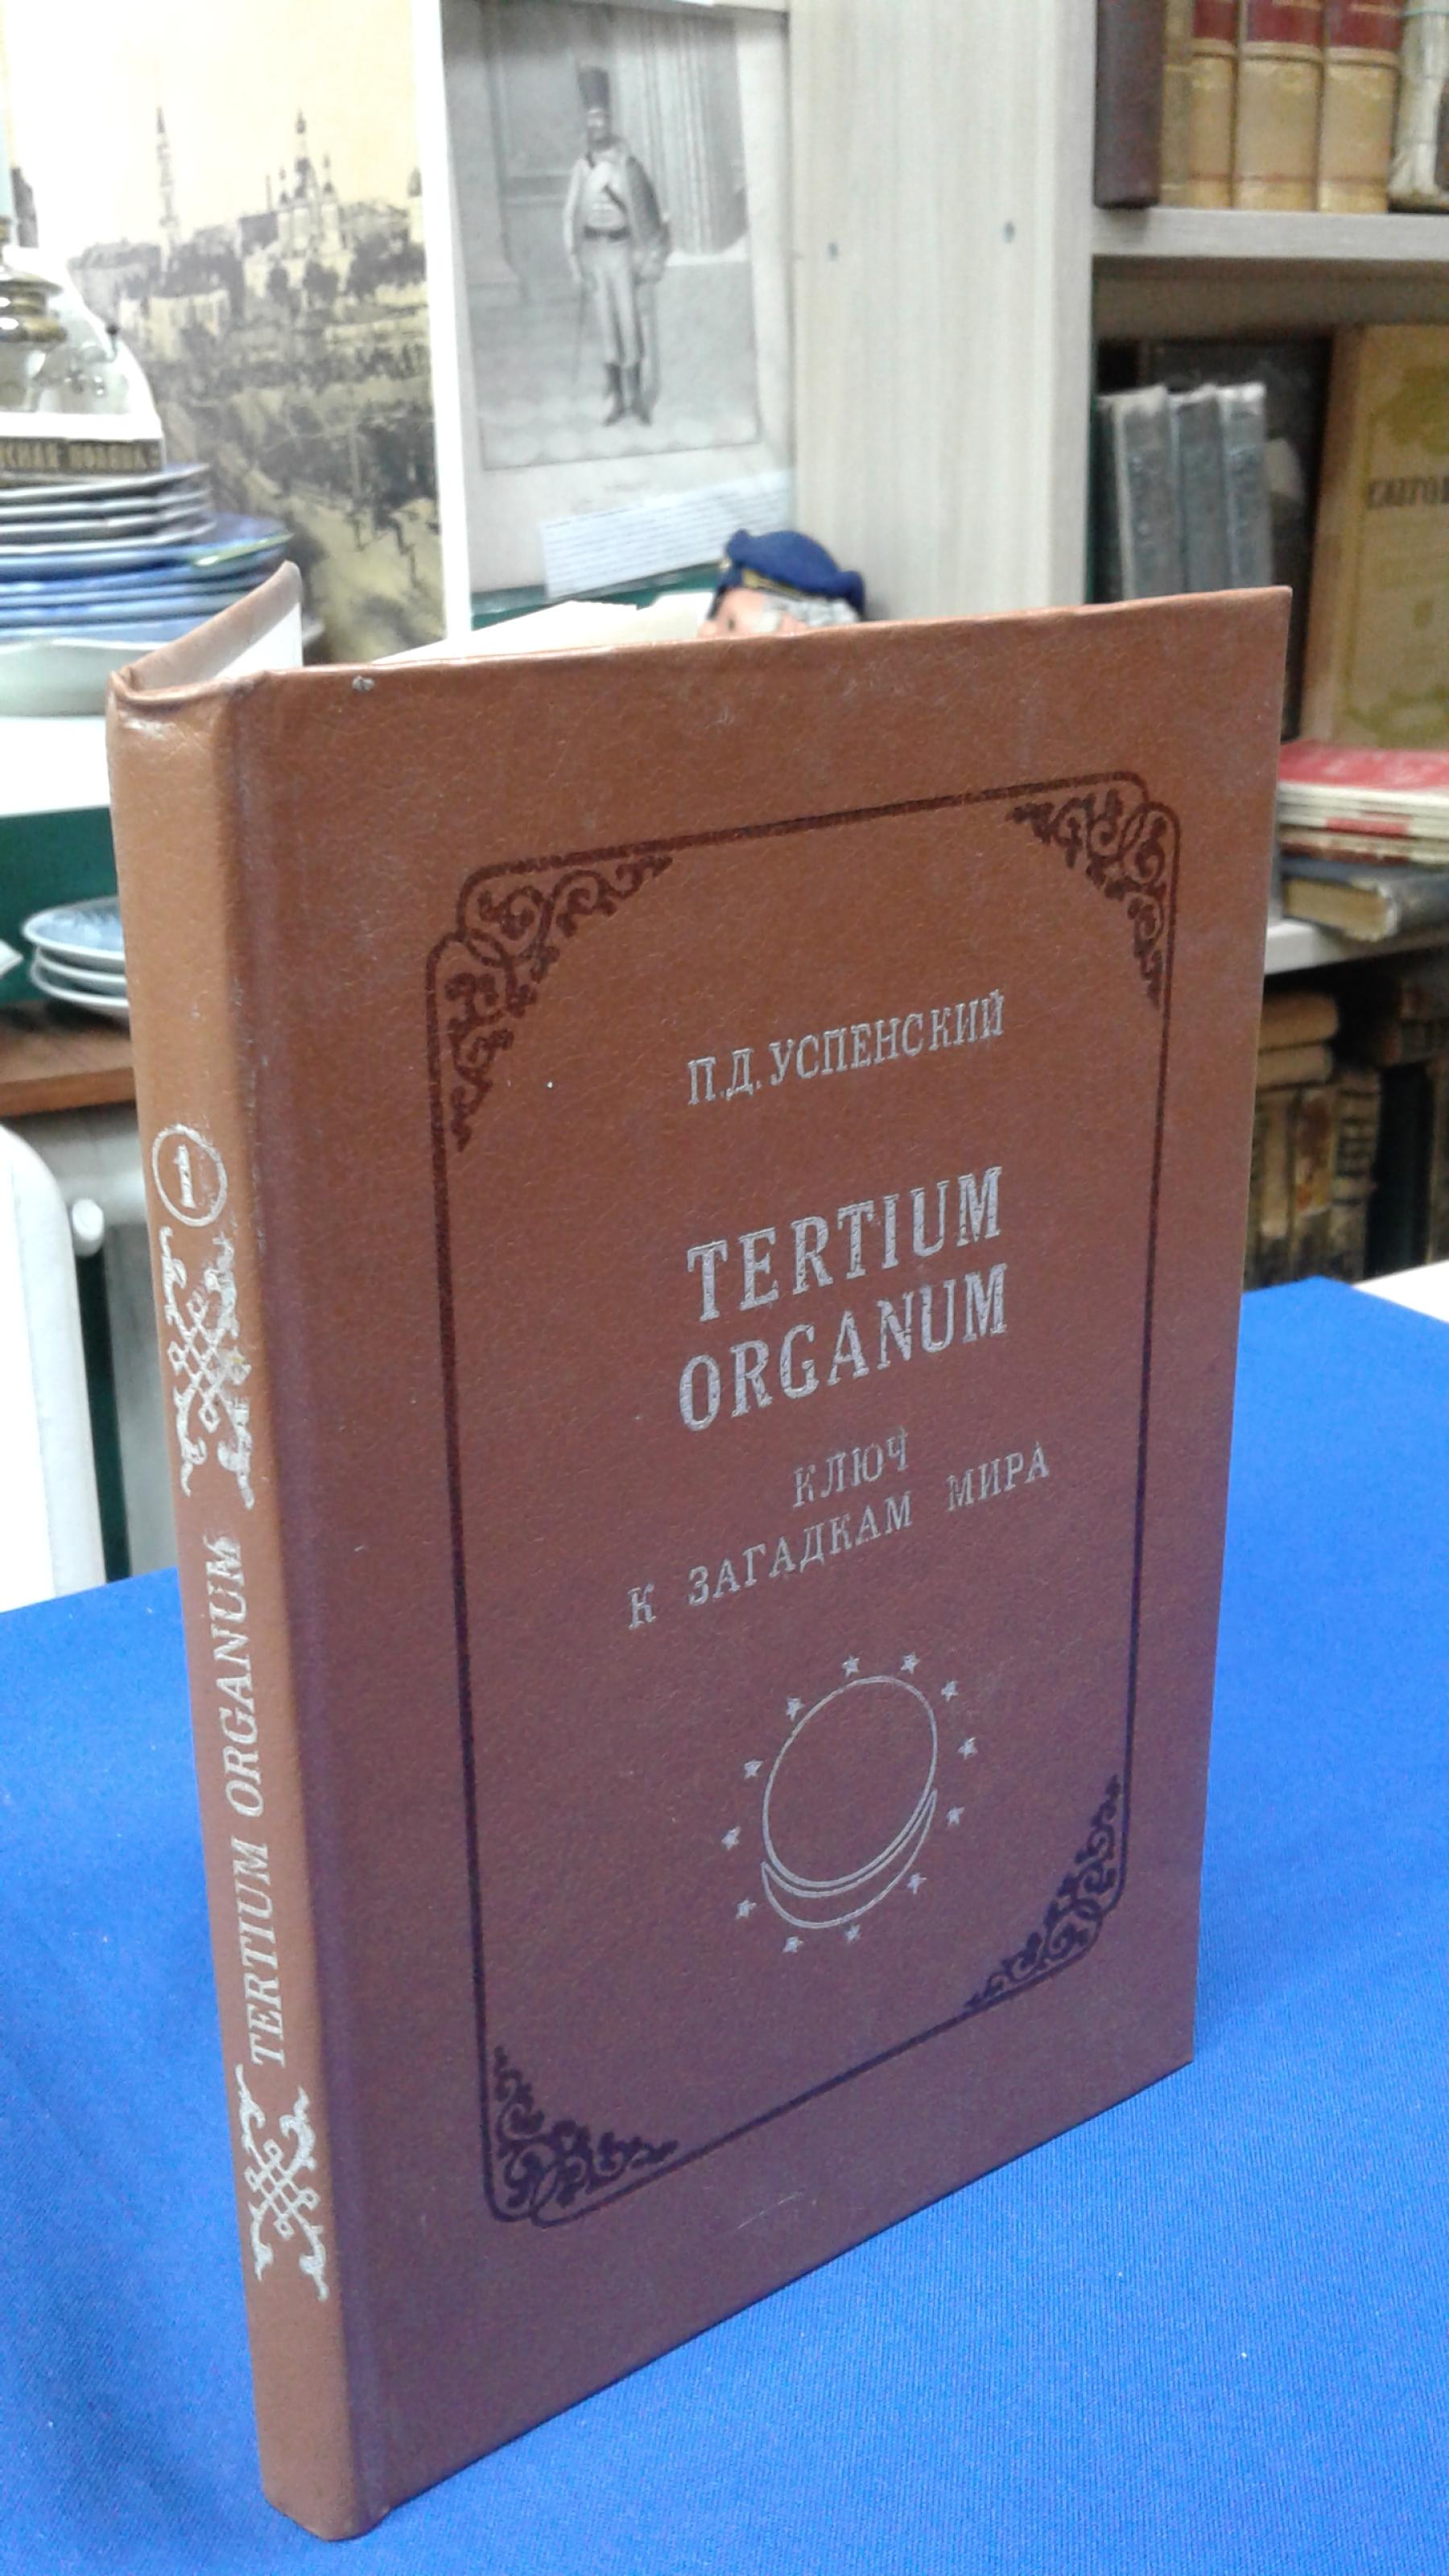 П.Д.УСПЕНСКИЙ
TERTIUM
ORGANUM
КЛЮЧ
К ЗАГАДКАМ МИРА
1
TERTIUM ORGANUM